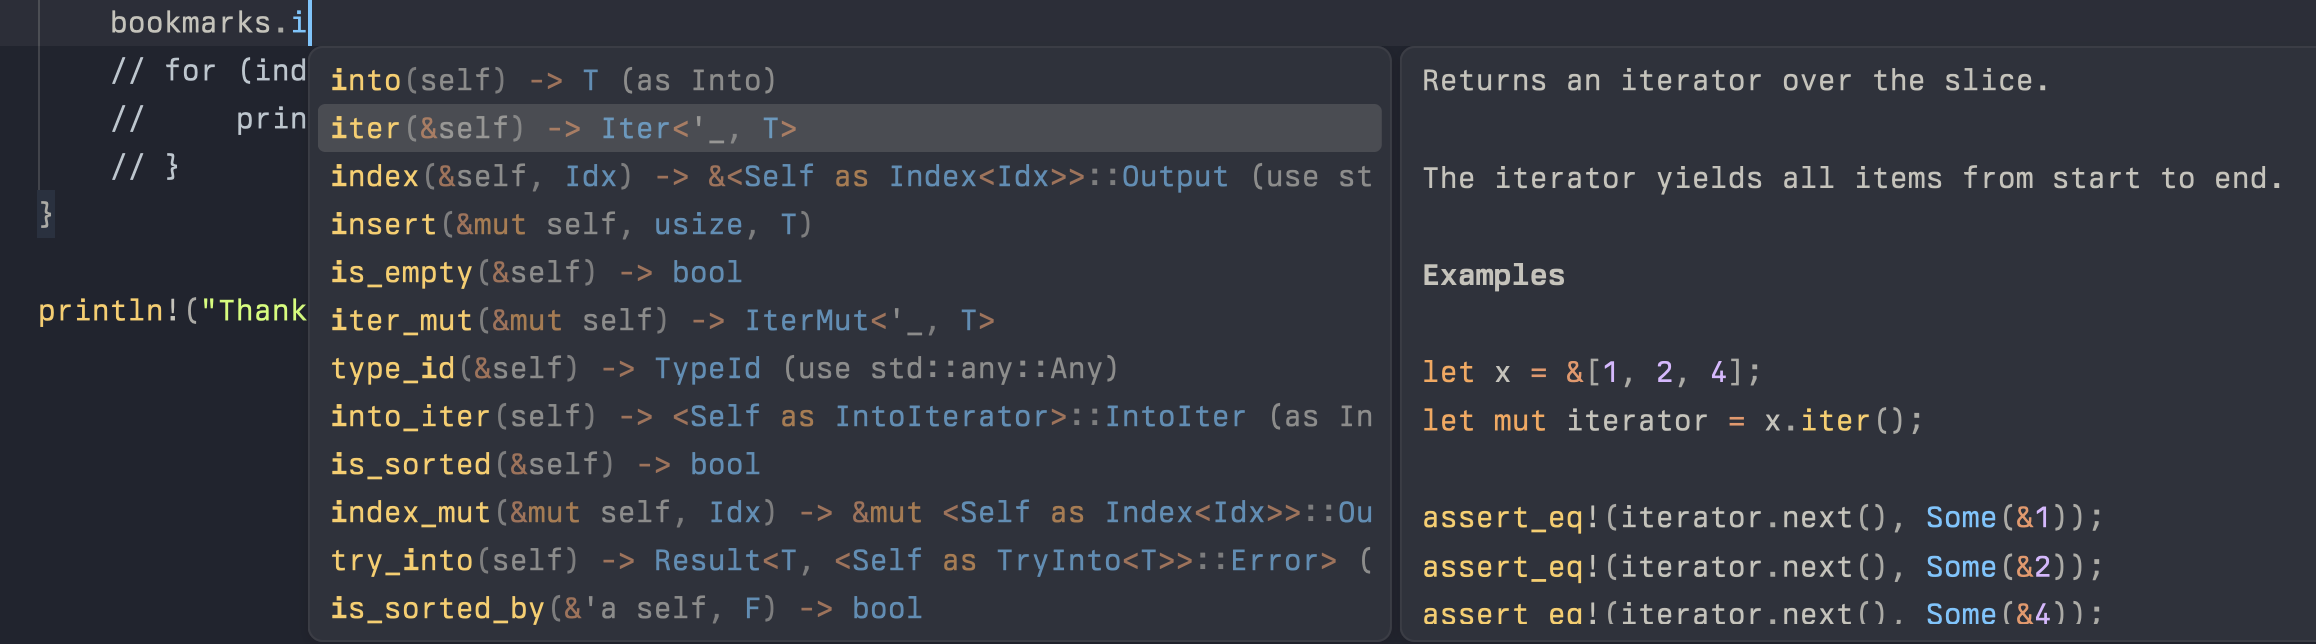 bookmarks.i
// for (ind
//     prin
// }
}
println!("Thank
into(self) -> T (as Into)
iter(&self) -> Iter<'_, T>
index(&self, Idx) -> &<Self as Index<Idx>>::Output (use st
insert(&mut self, usize, T)
is_empty(&self) -> bool
iter_mut(&mut self) -> IterMut<'_, T>
type_id(&self) -> TypeId (use std::any::Any)
into_iter(self) -> <Self as IntoIterator>::IntoIter (as In
is_sorted(&self) -> bool
index_mut(&mut self, Idx) -> &mut <Self as Index<Idx>>::Ou
try_into(self) -> Result<T, <Self as TryInto<T>>::Error> (
is_sorted_by(&'a self, F) -> bool
Returns an iterator over the slice.
The iterator yields all items from start to end.
Examples
let x = &[1, 2, 4];
let mut iterator = x.iter();
assert_eq!(iterator.next(), Some(&1));
assert_eq!(iterator.next(), Some(&2));
assert_eq!(iterator.next(), Some(&4));